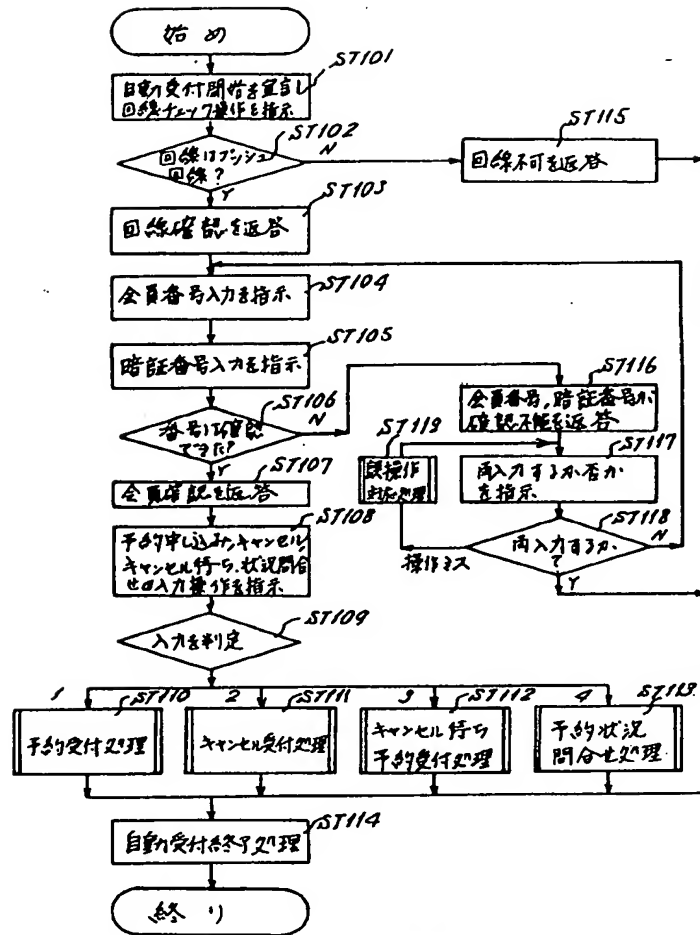 始め
ST101
自動受付開始を宣言し
回線チェック操作を指示
ST102
回線はプッシュ
回線?
N
Y
ST115
回線不可を返答
ST103
回線確認を返答
ST104
会員番号入力を指示
ST105
暗証番号入力を指示
ST106
番号は確認
できた?
N
Y
ST116
会員番号,暗証番号が
確認不能を返答
ST107
会員確認を返答
ST119
誤操作
対応処理
ST117
再入力するか否か
を指示
ST108
予約申し込み,キャンセル,
キャンセル待ち,状況問合
せの入力操作を指示
ST118
再入力するか
?
N
Y
操作ミス
ST109
入力を判定
1
ST110
予約受付処理
2
ST111
キャンセル受付処理
3
ST112
キャンセル待ち
予約受付処理
4
ST113
予約状況
問合せ処理
ST114
自動受付終了処理
終り